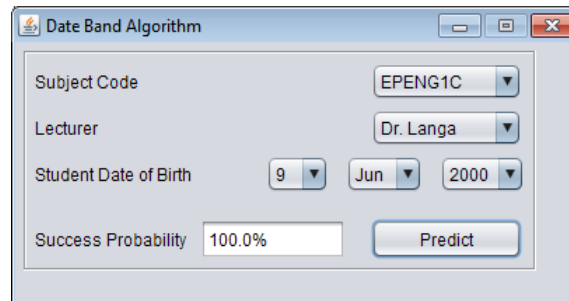 Date Band Algorithm
Subject Code EPENG1C
Lecturer Dr. Langa
Student Date of Birth 9 Jun 2000
Success Probability 100.0% Predict